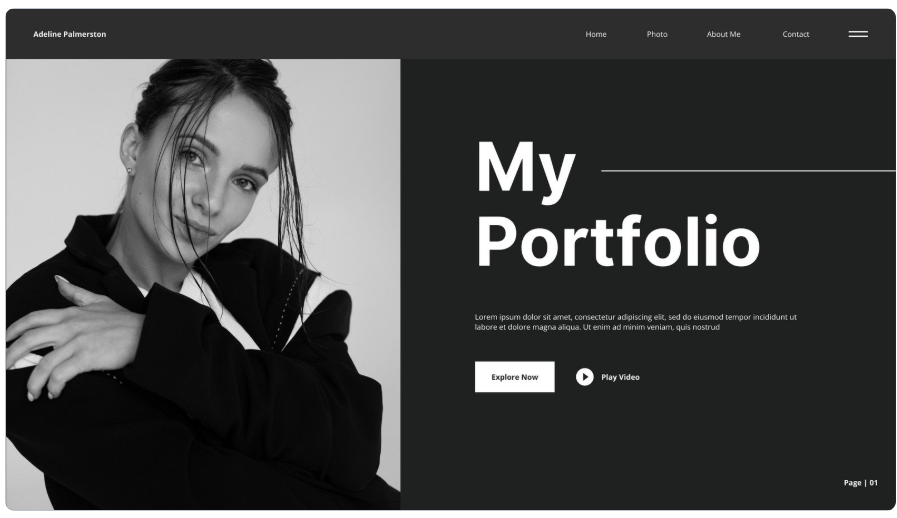 Adeline Palmerston
Home Photo About Me Contact
My
Portfolio
Lorem ipsum dolor sit amet, consectetur adipiscing elit, sed do eiusmod tempor incididunt ut
labore et dolore magna aliqua. Ut enim ad minim veniam, quis nostrud
Explore Now
Play Video
Page | 01